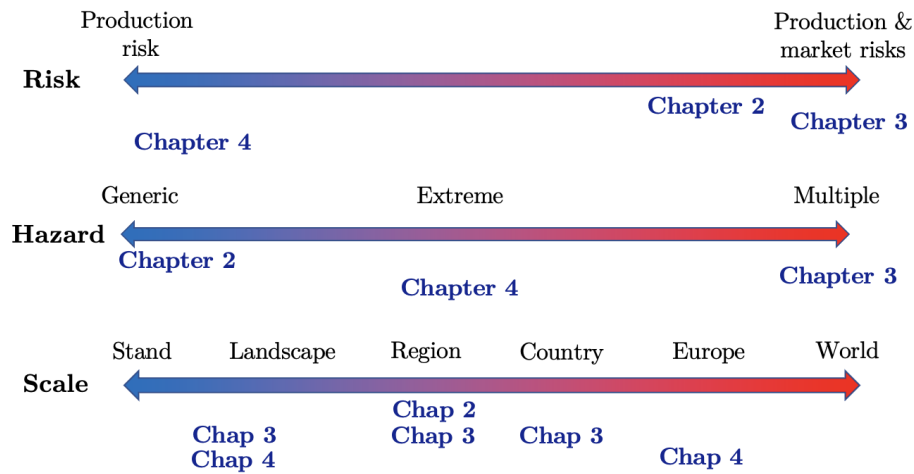 Production
risk
Production &
market risks
Risk
Chapter 2
Chapter 3
Chapter 4
Generic
Extreme
Multiple
Hazard
Chapter 2
Chapter 3
Chapter 4
Stand
Landscape
Region
Country
Europe
World
Scale
Chap 2
Chap 3
Chap 3
Chap 3
Chap 4
Chap 4